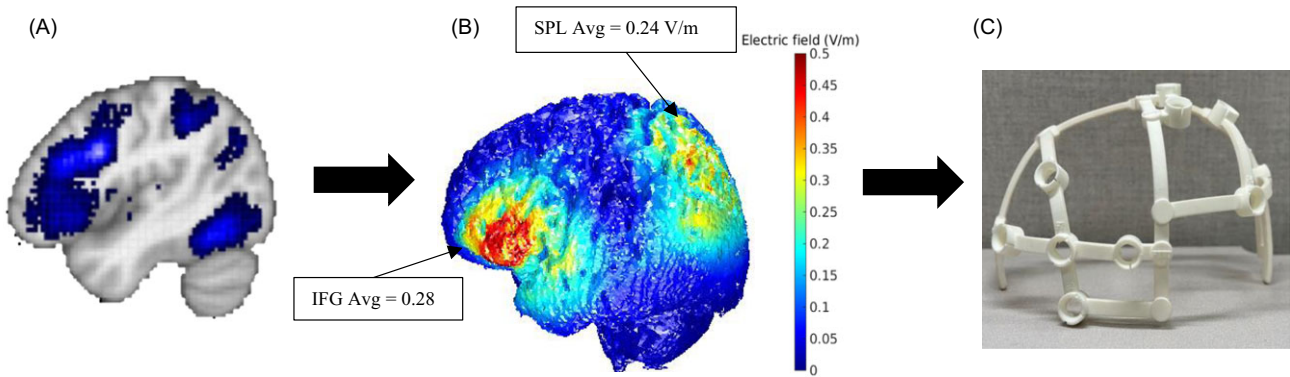 (A)
(B)
SPL Avg = 0.24 V/m
Electric field (V/m)
(C)
0.5
0.45
0.4
0.35
0.3
0.25
0.2
0.15
0.1
0.05
0
IFG Avg = 0.28